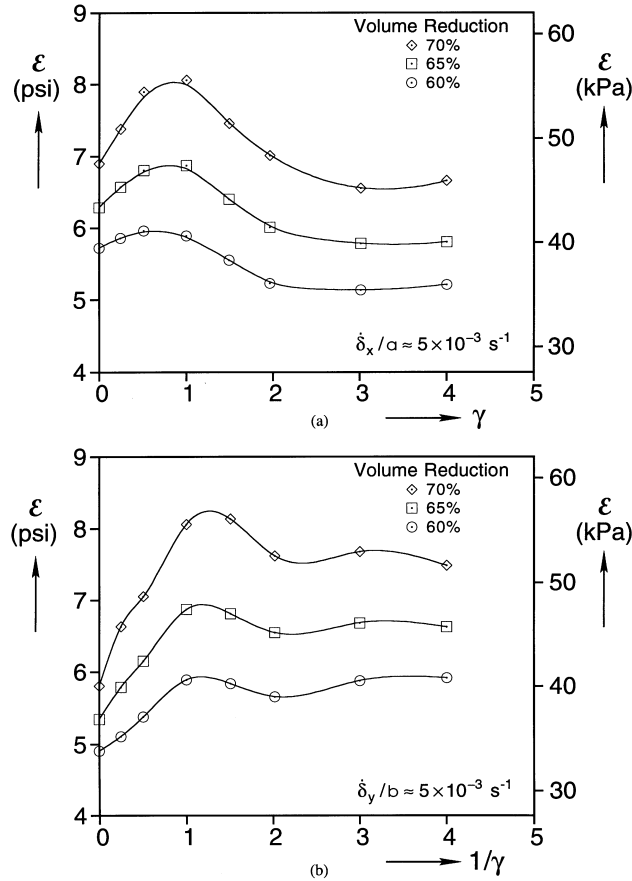 9
8
7
6
5
4
ℰ
(psi)
60
50
40
30
ℰ
(kPa)
Volume Reduction
70%
65%
60%
δ̇ₓ/a ≈ 5×10⁻³ s⁻¹
0 1 2 3 4 5
γ
(a)
9
8
7
6
5
4
ℰ
(psi)
60
50
40
30
ℰ
(kPa)
Volume Reduction
70%
65%
60%
δ̇y/b ≈ 5×10⁻³ s⁻¹
0 1 2 3 4 5
1/γ
(b)